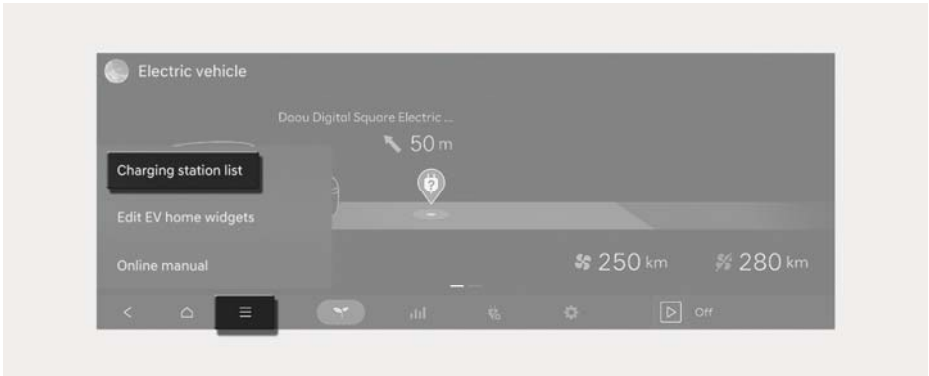 Electric vehicle
Daou Digital Square Electric ...
50 m
Charging station list
Edit EV home widgets
Online manual
250 km
280 km
Off